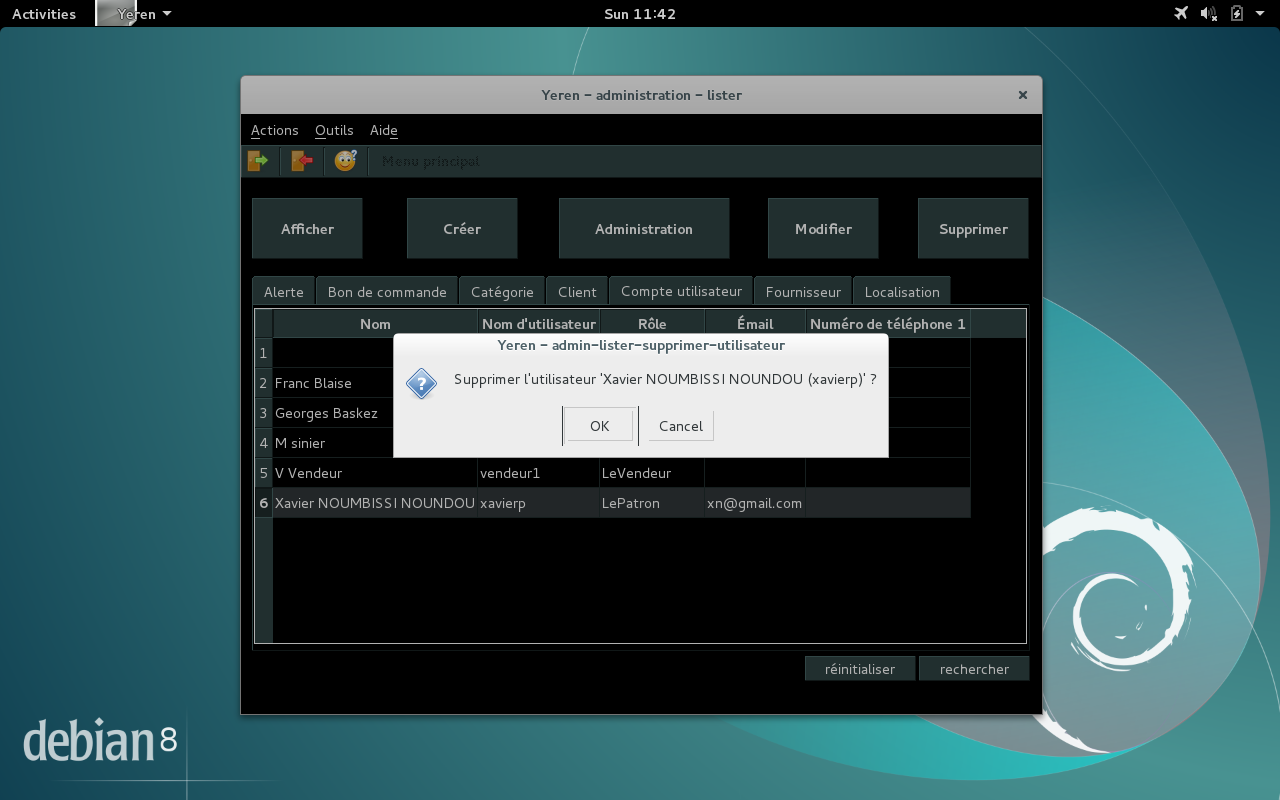 Activities Yeren Sun 11:42
Yeren - administration - lister
Actions Outils Aide
Menu principal
Afficher Créer Administration Modifier Supprimer
Alerte Bon de commande Catégorie Client Compte utilisateur Fournisseur Localisation
Nom Nom d'utilisateur Rôle Émail Numéro de téléphone 1
1
2 Franc Blaise
3 Georges Baskez
4 M sinier
Yeren - admin-lister-supprimer-utilisateur
Supprimer l'utilisateur 'Xavier NOUMBISSI NOUNDOU (xavierp)' ?
OK Cancel
5 V Vendeur vendeur1 LeVendeur
6 Xavier NOUMBISSI NOUNDOU xavierp LePatron xn@gmail.com
réinitialiser rechercher
debian 8